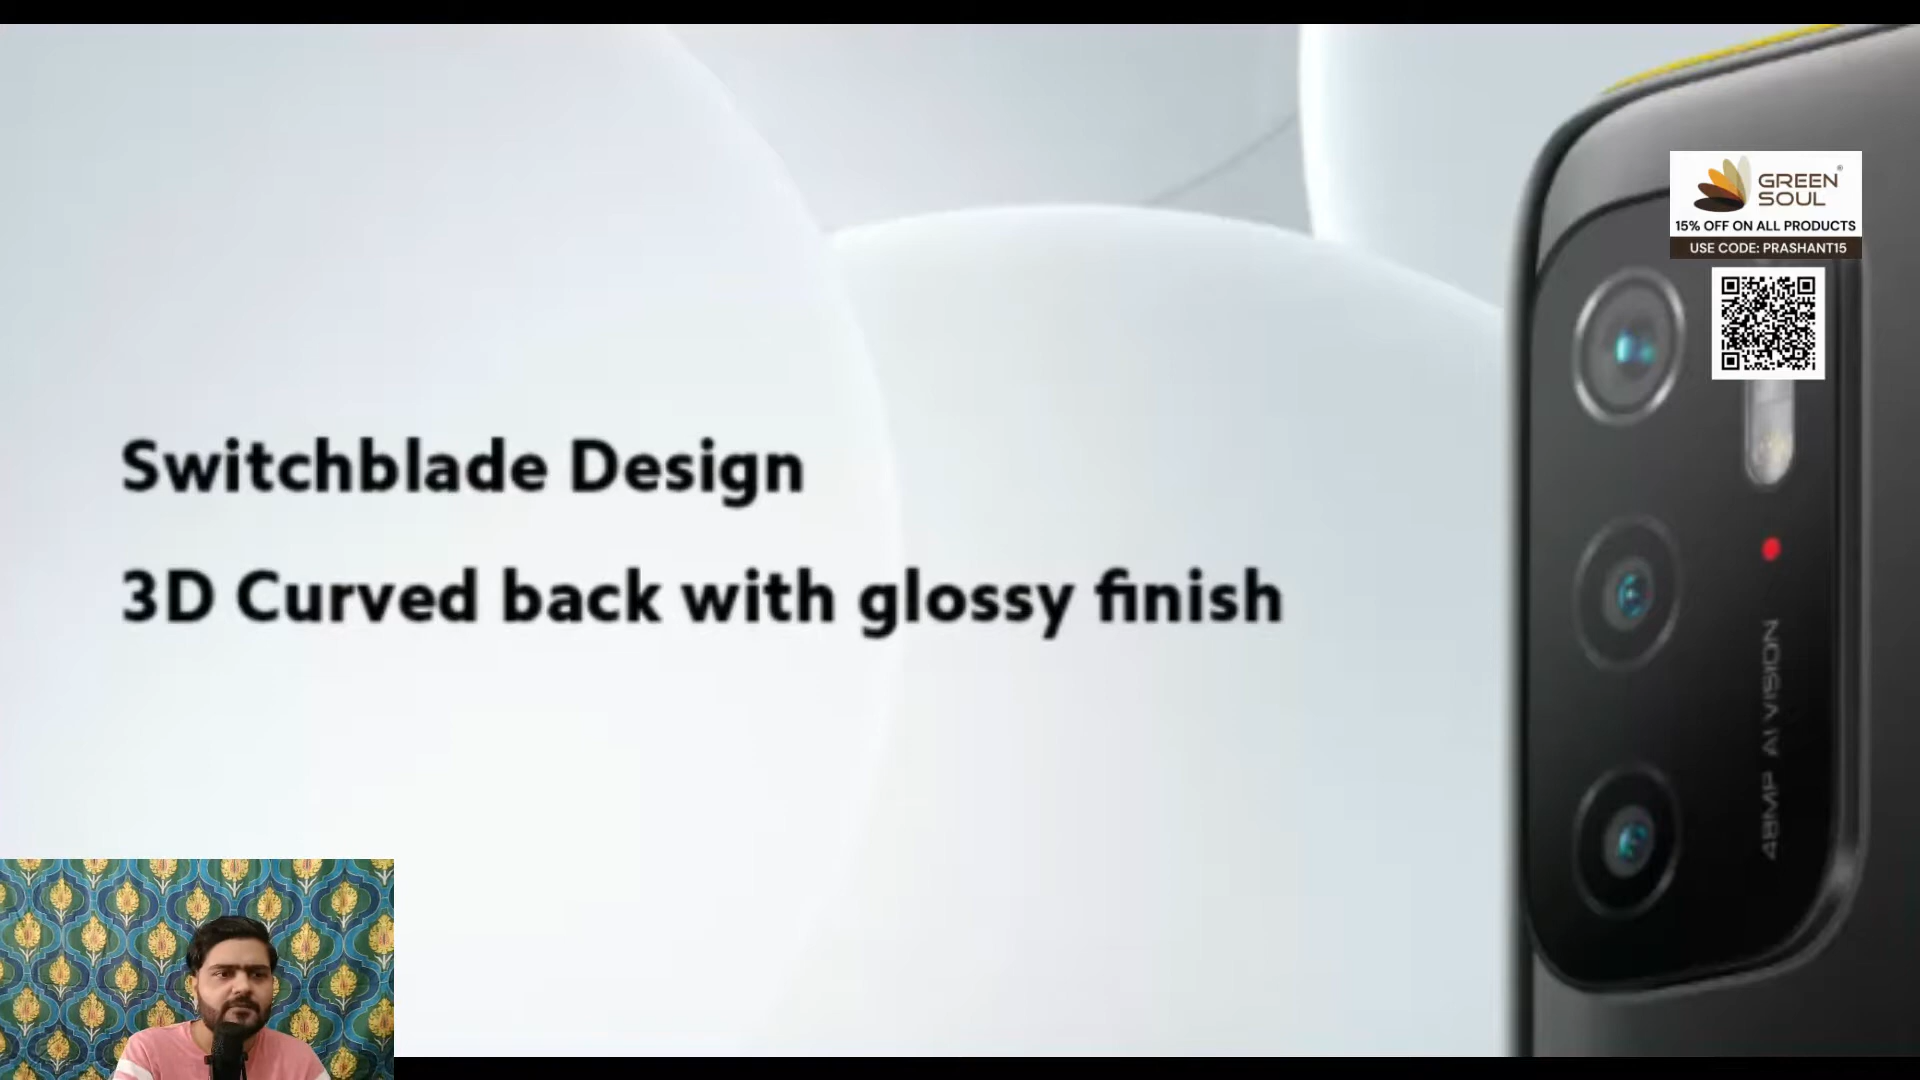 GREEN
SOUL
15% OFF ON ALL PRODUCTS
USE CODE: PRASHANT15
Switchblade Design
3D Curved back with glossy finish
48MP AI VISION